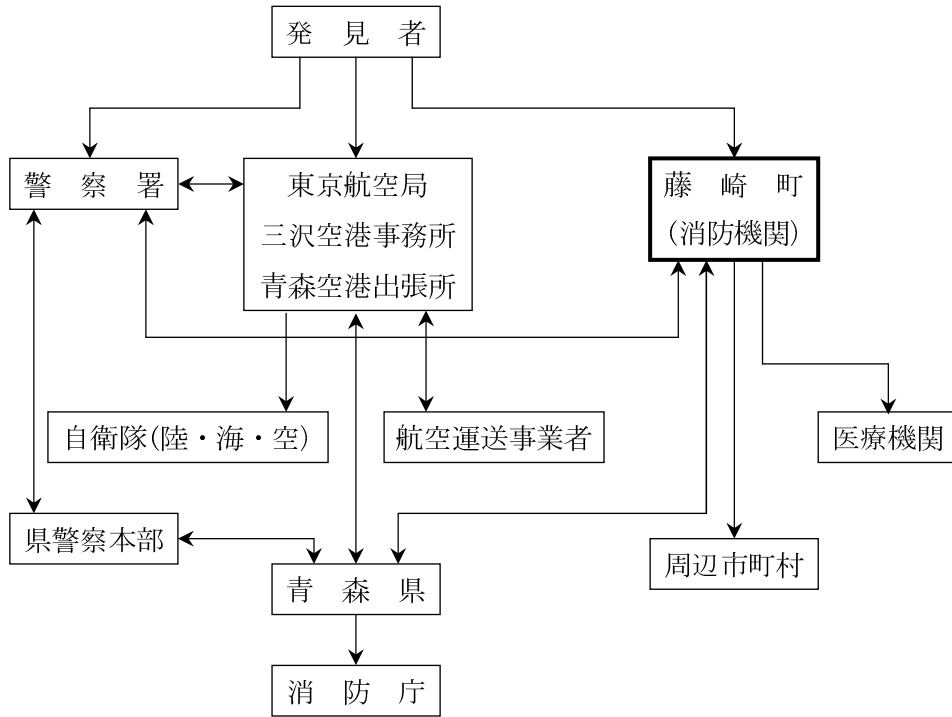 発見者
警察署
東京航空局
三沢空港事務所
青森空港出張所
藤崎町
(消防機関)
自衛隊(陸・海・空)
航空運送事業者
医療機関
県警察本部
周辺市町村
青森県
消防庁